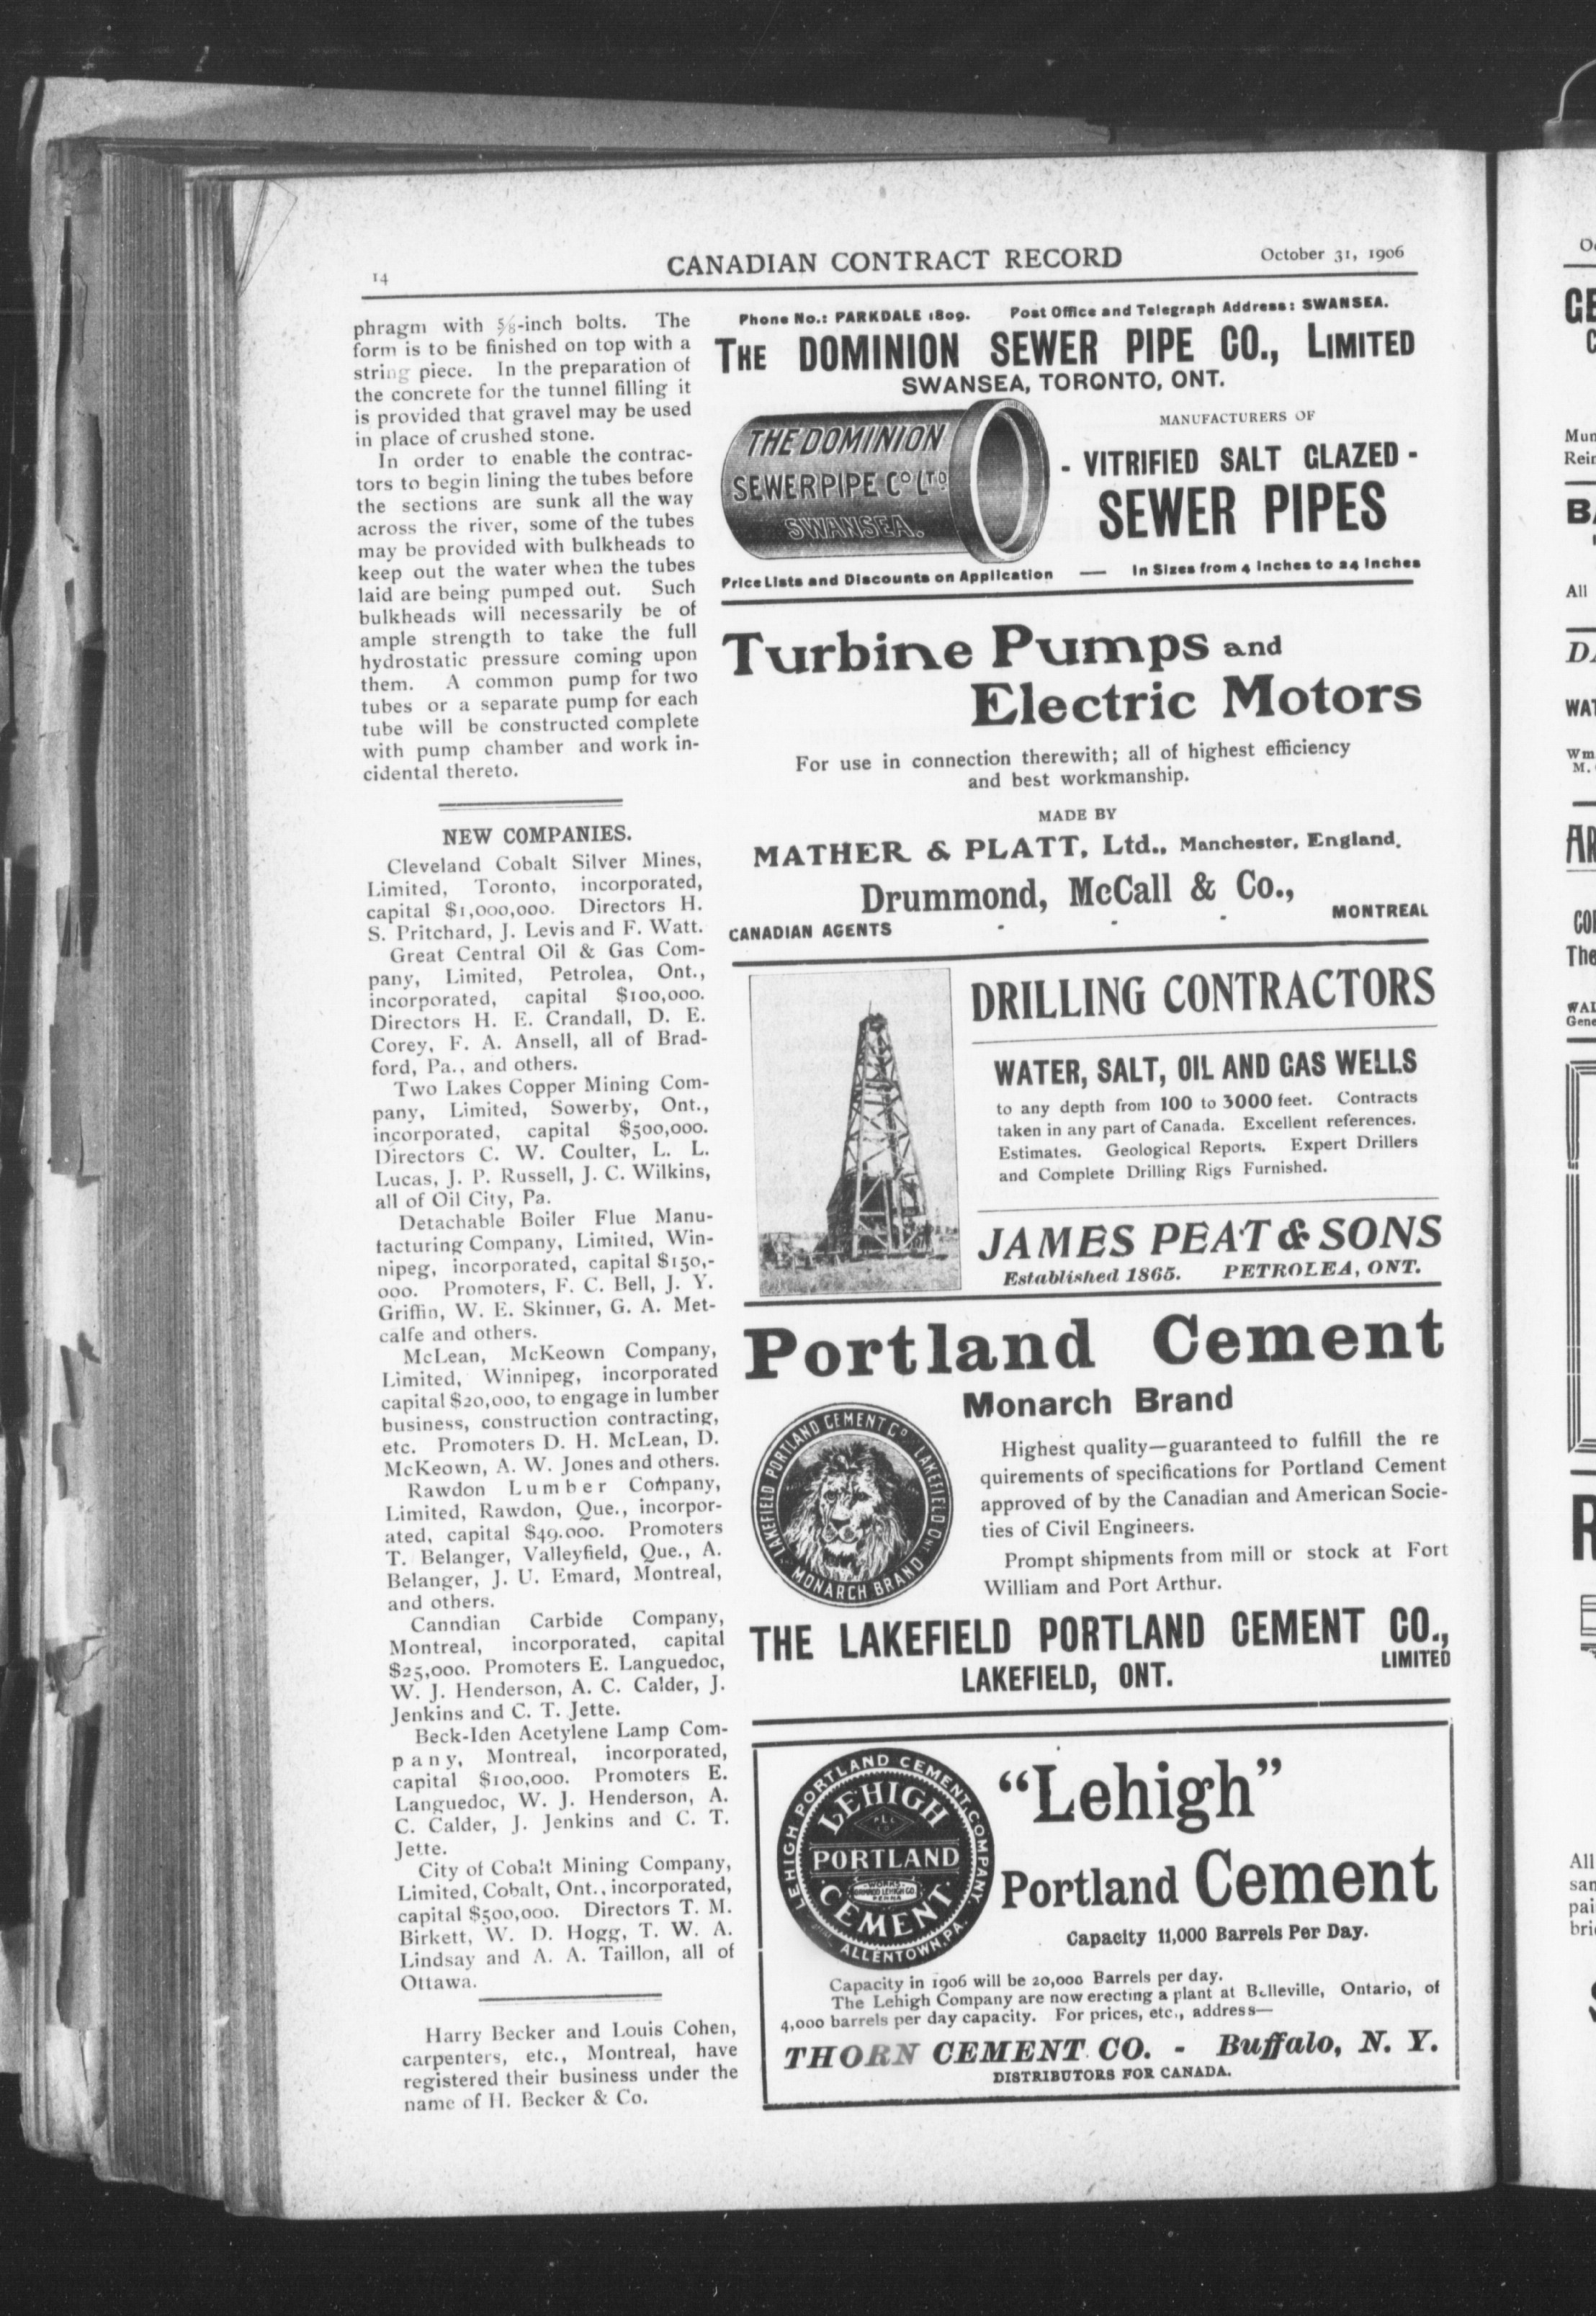 14
CANADIAN CONTRACT RECORD
October 31, 1906
phragm with 5/8-inch bolts. The
form is to be finished on top with a
string piece. In the preparation of
the concrete for the tunnel filling it
is provided that gravel may be used
in place of crushed stone.
In order to enable the contrac-
tors to begin lining the tubes before
the sections are sunk all the way
across the river, some of the tubes
may be provided with bulkheads to
keep out the water when the tubes
laid are being pumped out. Such
bulkheads will necessarily be of
ample strength to take the full
hydrostatic pressure coming upon
them. A common pump for two
tubes or a separate pump for each
tube will be constructed complete
with pump chamber and work in-
cidental thereto.
NEW COMPANIES.
Cleveland Cobalt Silver Mines,
Limited, Toronto, incorporated,
capital $1,000,000. Directors H.
S. Pritchard, J. Levis and F. Watt.
Great Central Oil & Gas Com-
pany, Limited, Petrolea, Ont.,
incorporated, capital $100,000.
Directors H. E. Crandall, D. E.
Corey, F. A. Ansell, all of Brad-
ford, Pa., and others.
Two Lakes Copper Mining Com-
pany, Limited, Sowerby, Ont.,
incorporated, capital $500,000.
Directors C. W. Coulter, L. L.
Lucas, J. P. Russell, J. C. Wilkins,
all of Oil City, Pa.
Detachable Boiler Flue Manu-
facturing Company, Limited, Win-
nipeg, incorporated, capital $150,-
000. Promoters, F. C. Bell, J. Y.
Griffin, W. E. Skinner, G. A. Met-
calfe and others.
McLean, McKeown Company,
Limited, Winnipeg, incorporated
capital $20,000, to engage in lumber
business, construction contracting,
etc. Promoters D. H. McLean, D.
McKeown, A. W. Jones and others.
Rawdon Lumber Company,
Limited, Rawdon, Que., incorpor-
ated, capital $49.000. Promoters
T. Belanger, Valleyfield, Que., A.
Belanger, J. U. Emard, Montreal,
and others.
Canndian Carbide Company,
Montreal, incorporated, capital
$25,000. Promoters E. Languedoc,
W. J. Henderson, A. C. Calder, J.
Jenkins and C. T. Jette.
Beck-Iden Acetylene Lamp Com-
pany, Montreal, incorporated,
capital $100,000. Promoters E.
Languedoc, W. J. Henderson, A.
C. Calder, J. Jenkins and C. T.
Jette.
City of Cobalt Mining Company,
Limited, Cobalt, Ont., incorporated,
capital $500,000. Directors T. M.
Birkett, W. D. Hogg, T. W. A.
Lindsay and A. A. Taillon, all of
Ottawa.
Harry Becker and Louis Cohen,
carpenters, etc., Montreal, have
registered their business under the
name of H. Becker & Co.
Phone No.: PARKDALE 1809. Post Office and Telegraph Address: SWANSEA.
THE DOMINION SEWER PIPE CO., LIMITED
SWANSEA, TORONTO, ONT.
THE DOMINION
SEWER PIPE Co LTD
SWANSEA.
MANUFACTURERS OF
- VITRIFIED SALT GLAZED -
SEWER PIPES
Price Lists and Discounts on Application — In Sizes from 4 Inches to 24 Inches
Turbine Pumps and
Electric Motors
For use in connection therewith; all of highest efficiency
and best workmanship.
MADE BY
MATHER & PLATT, Ltd., Manchester, England.
Drummond, McCall & Co.,
CANADIAN AGENTS - - - MONTREAL
DRILLING CONTRACTORS
WATER, SALT, OIL AND GAS WELLS
to any depth from 100 to 3000 feet. Contracts
taken in any part of Canada. Excellent references.
Estimates. Geological Reports. Expert Drillers
and Complete Drilling Rigs Furnished.
JAMES PEAT & SONS
Established 1865. PETROLEA, ONT.
Portland Cement
Monarch Brand
LAKEFIELD PORTLAND CEMENT Co. LAKEFIELD ONT.
MONARCH BRAND
Highest quality—guaranteed to fulfill the re
quirements of specifications for Portland Cement
approved of by the Canadian and American Socie-
ties of Civil Engineers.
Prompt shipments from mill or stock at Fort
William and Port Arthur.
THE LAKEFIELD PORTLAND CEMENT CO.,
LIMITED
LAKEFIELD, ONT.
LEHIGH PORTLAND CEMENT COMPANY.
ALLENTOWN, PA.
LEHIGH
PORTLAND
CEMENT
"Lehigh"
Portland Cement
Capacity 11,000 Barrels Per Day.
Capacity in 1906 will be 20,000 Barrels per day.
The Lehigh Company are now erecting a plant at Belleville, Ontario, of
4,000 barrels per day capacity. For prices, etc., address—
THORN CEMENT CO. - Buffalo, N. Y.
DISTRIBUTORS FOR CANADA.